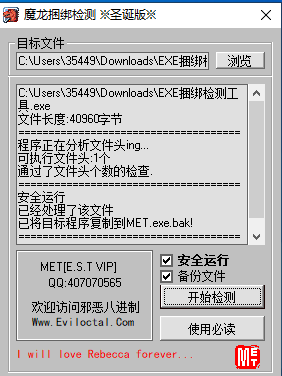 魔龙捆绑检测 ※圣诞版※
目标文件
C:\Users\35449\Downloads\EXE捆绑检
浏览
C:\Users\35449\Downloads\EXE捆绑检测工
具.exe
文件长度:40960字节
======================================
程序正在分析文件头ing...
可执行文件头:1个
通过了文件头个数的检查.
======================================
安全运行
已经处理了该文件
已将目标程序复制到MET.exe.bak!
======================================
MET[E.S.T VIP]
QQ:407070565
欢迎访问邪恶八进制
Www.Eviloctal.Com
安全运行
备份文件
开始检测
使用必读
I will love Rebecca forever...
MET